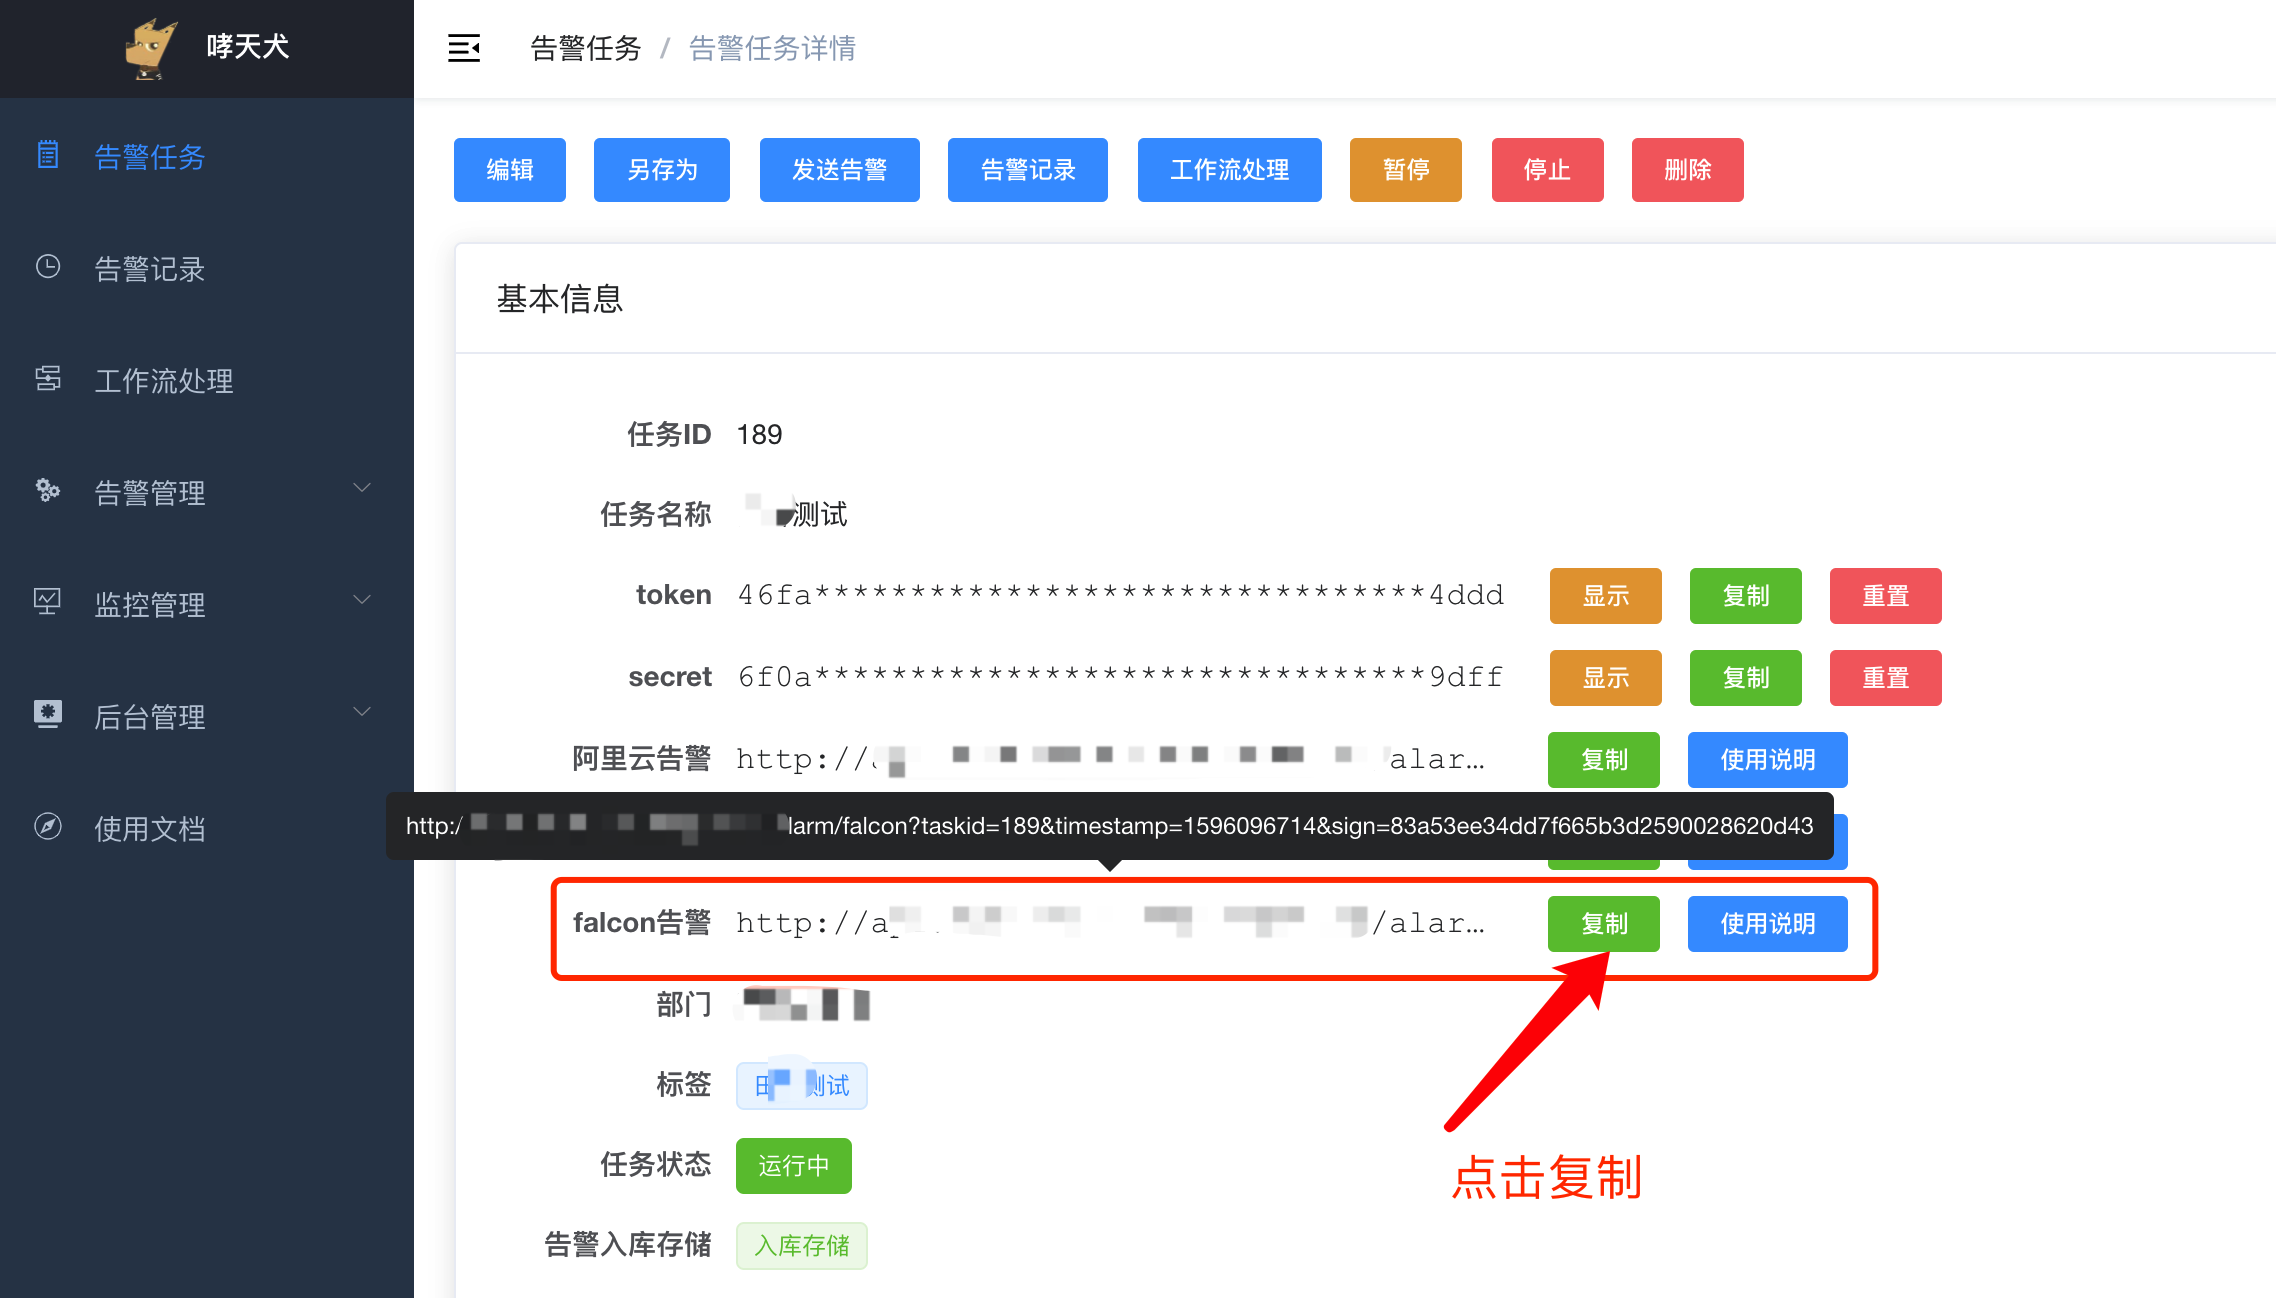 哮天犬
告警任务 / 告警任务详情
告警任务
告警记录
工作流处理
告警管理
监控管理
后台管理
使用文档
编辑 另存为 发送告警 告警记录 工作流处理 暂停 停止 删除
基本信息
任务ID 189
任务名称 测试
token 46fa********************************4ddd 显示 复制 重置
secret 6f0a********************************9dff 显示 复制 重置
阿里云告警 http:// alar... 复制 使用说明
http:/ larm/falcon?taskid=189&timestamp=1596096714&sign=83a53ee34dd7f665b3d2590028620d43
falcon告警 http://a /alar... 复制 使用说明
部门
标签 测试
任务状态 运行中
告警入库存储 入库存储
点击复制